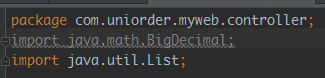 package com.uniorder.myweb.controller;
import java.math.BigDecimal;
import java.util.List;